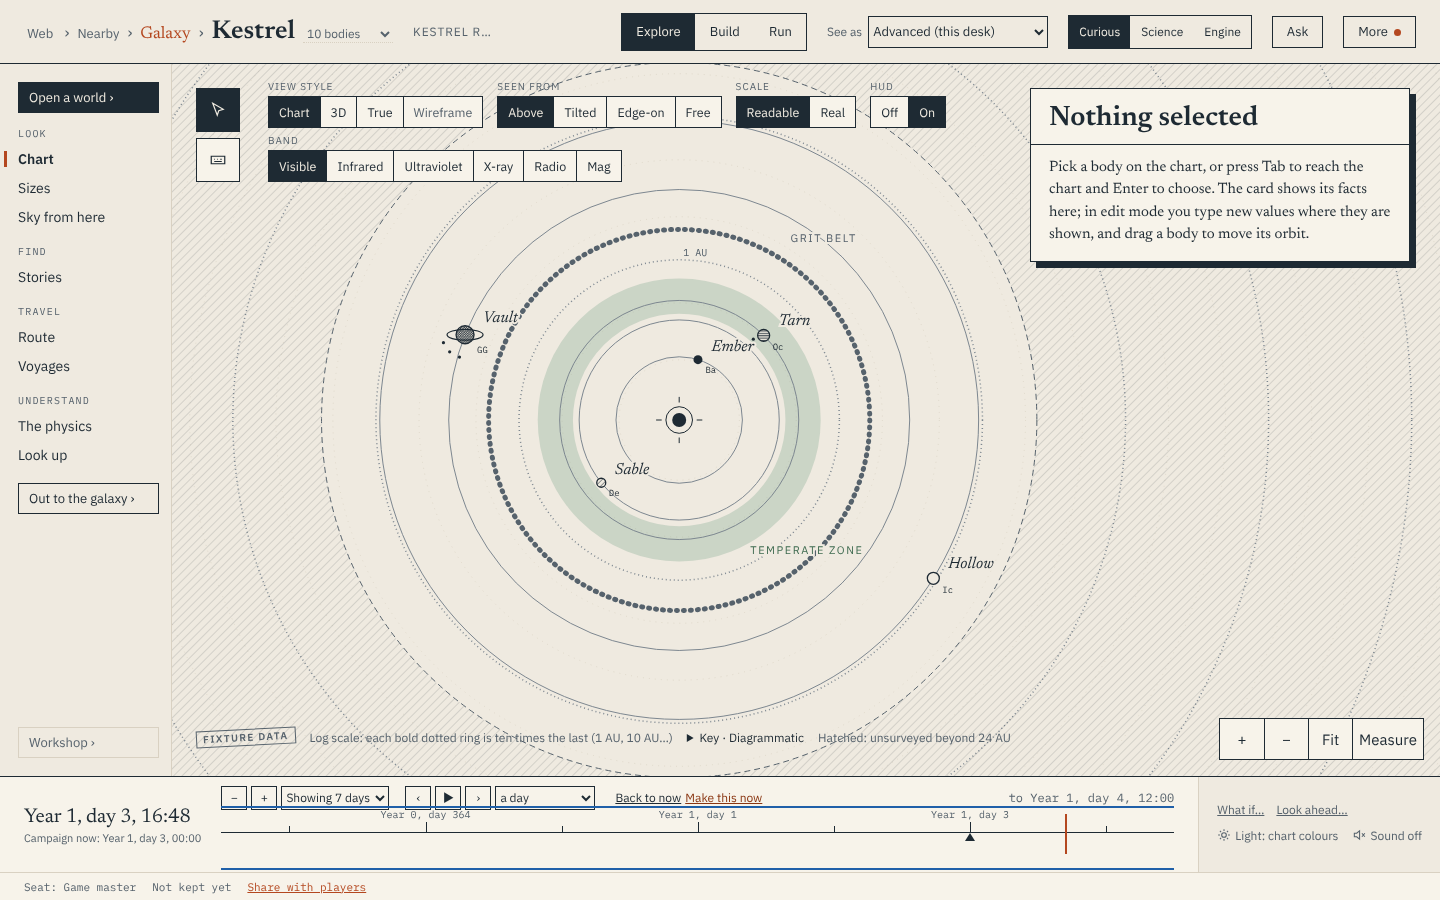 Web › Nearby › Galaxy › Kestrel 10 bodies KESTREL R...
Explore Build Run See as Advanced (this desk) Curious Science Engine Ask More
Open a world ›
LOOK
Chart
Sizes
Sky from here
FIND
Stories
TRAVEL
Route
Voyages
UNDERSTAND
The physics
Look up
Out to the galaxy ›
Workshop ›
VIEW STYLE SEEN FROM SCALE HUD
Chart 3D True Wireframe Above Tilted Edge-on Free Readable Real Off On
BAND
Visible Infrared Ultraviolet X-ray Radio Mag
Nothing selected
Pick a body on the chart, or press Tab to reach the
chart and Enter to choose. The card shows its facts
here; in edit mode you type new values where they are
shown, and drag a body to move its orbit.
GRIT BELT
1 AU
Vault
GG
Tarn
Oc
Ember
Ba
Sable
De
TEMPERATE ZONE
Hollow
Ic
FIXTURE DATA Log scale: each bold dotted ring is ten times the last (1 AU, 10 AU...) Key · Diagrammatic Hatched: unsurveyed beyond 24 AU
+ − Fit Measure
Year 1, day 3, 16:48
Campaign now: Year 1, day 3, 00:00
− + Showing 7 days ‹ › a day Back to now Make this now to Year 1, day 4, 12:00
Year 0, day 364 Year 1, day 1 Year 1, day 3
What if... Look ahead...
Light: chart colours Sound off
Seat: Game master Not kept yet Share with players